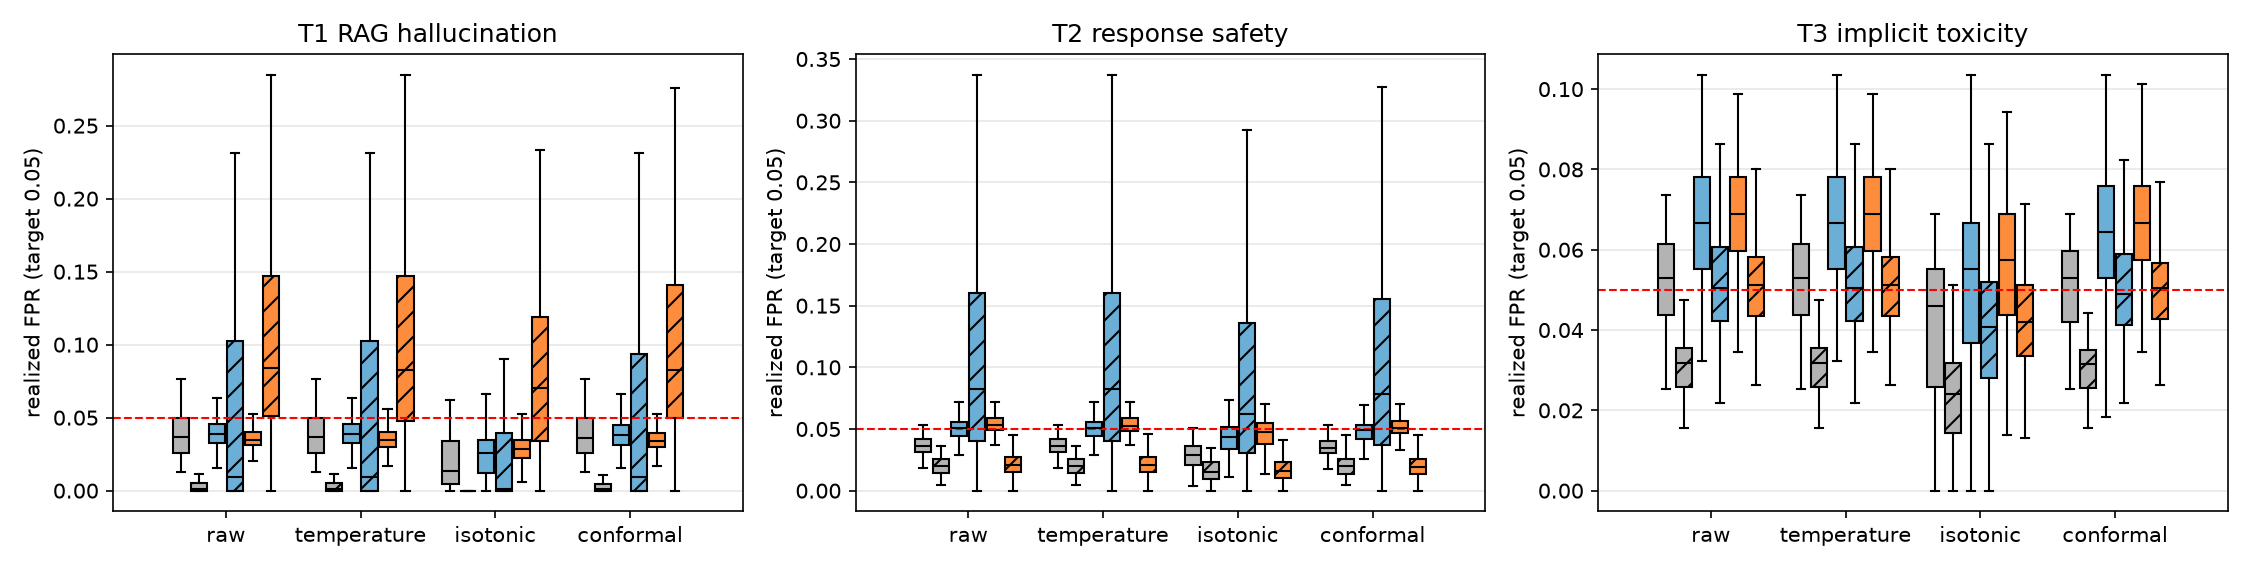 T1 RAG hallucination
realized FPR (target 0.05)
0.25
0.20
0.15
0.10
0.05
0.00
raw temperature isotonic conformal
T2 response safety
realized FPR (target 0.05)
0.35
0.30
0.25
0.20
0.15
0.10
0.05
0.00
raw temperature isotonic conformal
T3 implicit toxicity
realized FPR (target 0.05)
0.10
0.08
0.06
0.04
0.02
0.00
raw temperature isotonic conformal